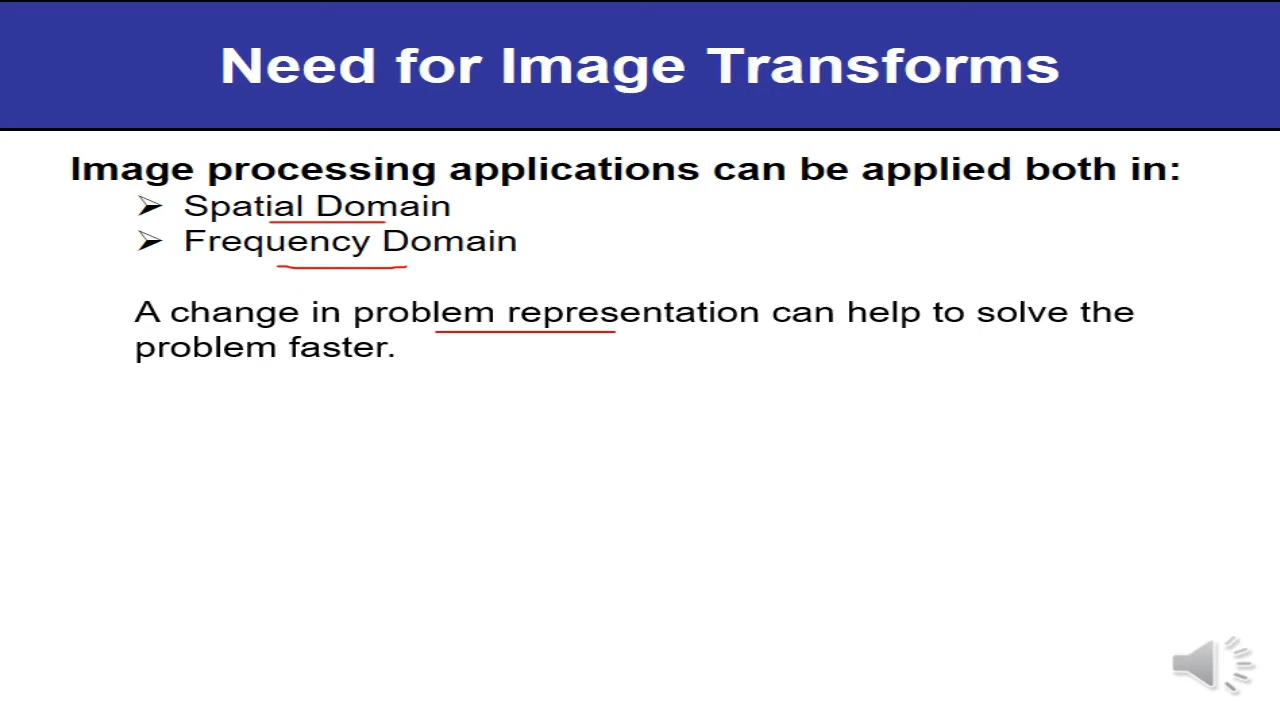 Need for Image Transforms
Image processing applications can be applied both in:
➢ Spatial Domain
➢ Frequency Domain
A change in problem representation can help to solve the
problem faster.